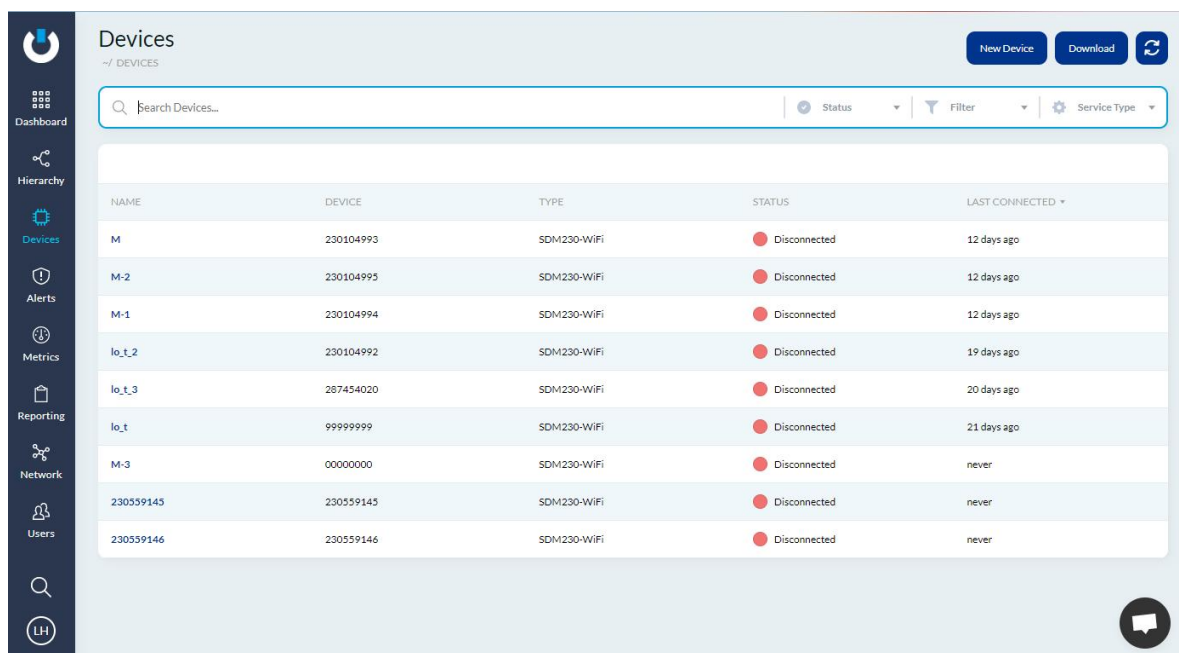 Devices
~/ DEVICES
New Device
Download
Search Devices...
Status
Filter
Service Type
Dashboard
Hierarchy
Devices
Alerts
Metrics
Reporting
Network
Users
LH
NAME DEVICE TYPE STATUS LAST CONNECTED
M 230104993 SDM230-WiFi Disconnected 12 days ago
M-2 230104995 SDM230-WiFi Disconnected 12 days ago
M-1 230104994 SDM230-WiFi Disconnected 12 days ago
lo_t_2 230104992 SDM230-WiFi Disconnected 19 days ago
lo_t_3 287454020 SDM230-WiFi Disconnected 20 days ago
lo_t 99999999 SDM230-WiFi Disconnected 21 days ago
M-3 00000000 SDM230-WiFi Disconnected never
230559145 230559145 SDM230-WiFi Disconnected never
230559146 230559146 SDM230-WiFi Disconnected never